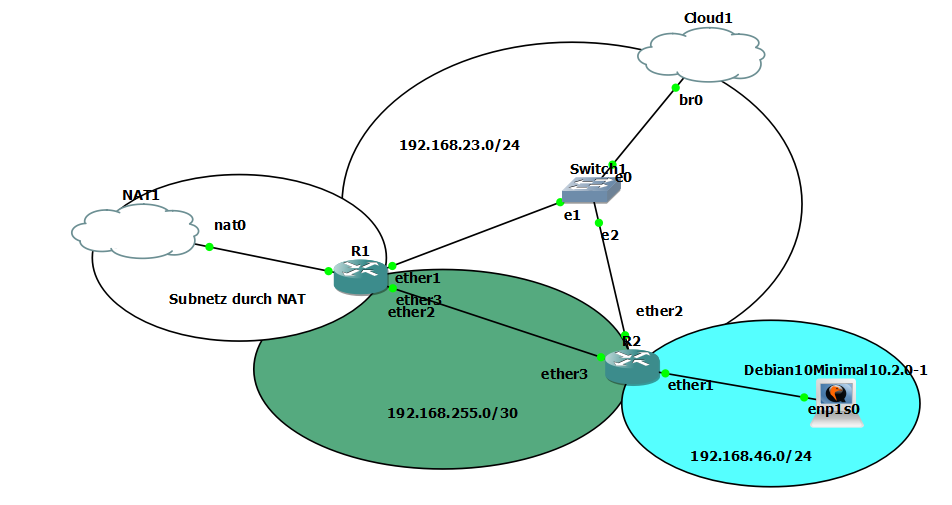 Cloud1
br0
192.168.23.0/24
Switch1
e0
NAT1
e1
nat0
e2
R1
ether1
Subnetz durch NAT
ether3
ether2
ether2
R2
ether3
Debian10Minimal10.2.0-1
ether1
enp1s0
192.168.255.0/30
192.168.46.0/24